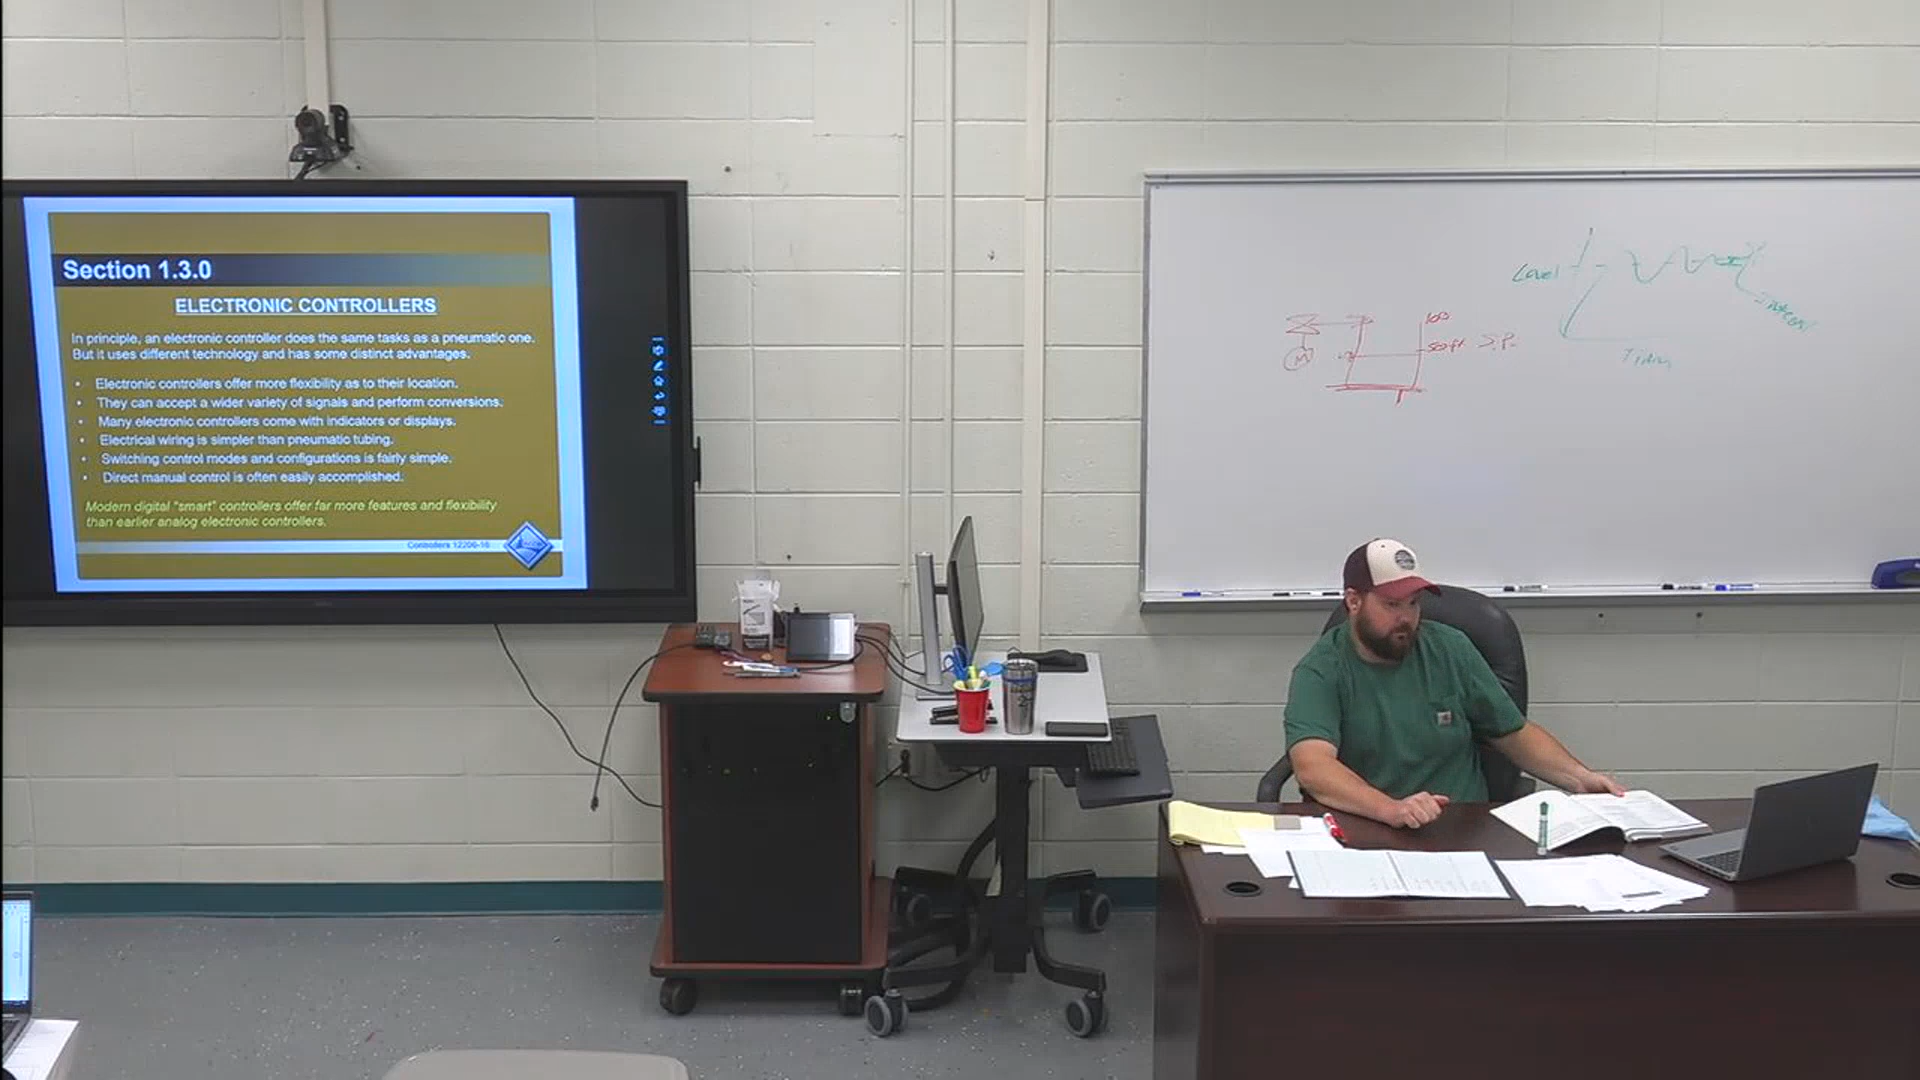 Section 1.3.0
ELECTRONIC CONTROLLERS
In principle, an electronic controller does the same tasks as a pneumatic one.
But it uses different technology and has some distinct advantages.
• Electronic controllers offer more flexibility as to their location.
• They can accept a wider variety of signals and perform conversions.
• Many electronic controllers come with indicators or displays.
• Electrical wiring is simpler than pneumatic tubing.
• Switching control modes and configurations is fairly simple.
• Direct manual control is often easily accomplished.
Modern digital "smart" controllers offer far more features and flexibility
than earlier analog electronic controllers.
Controllers 12206-16
Level
S.P.
M